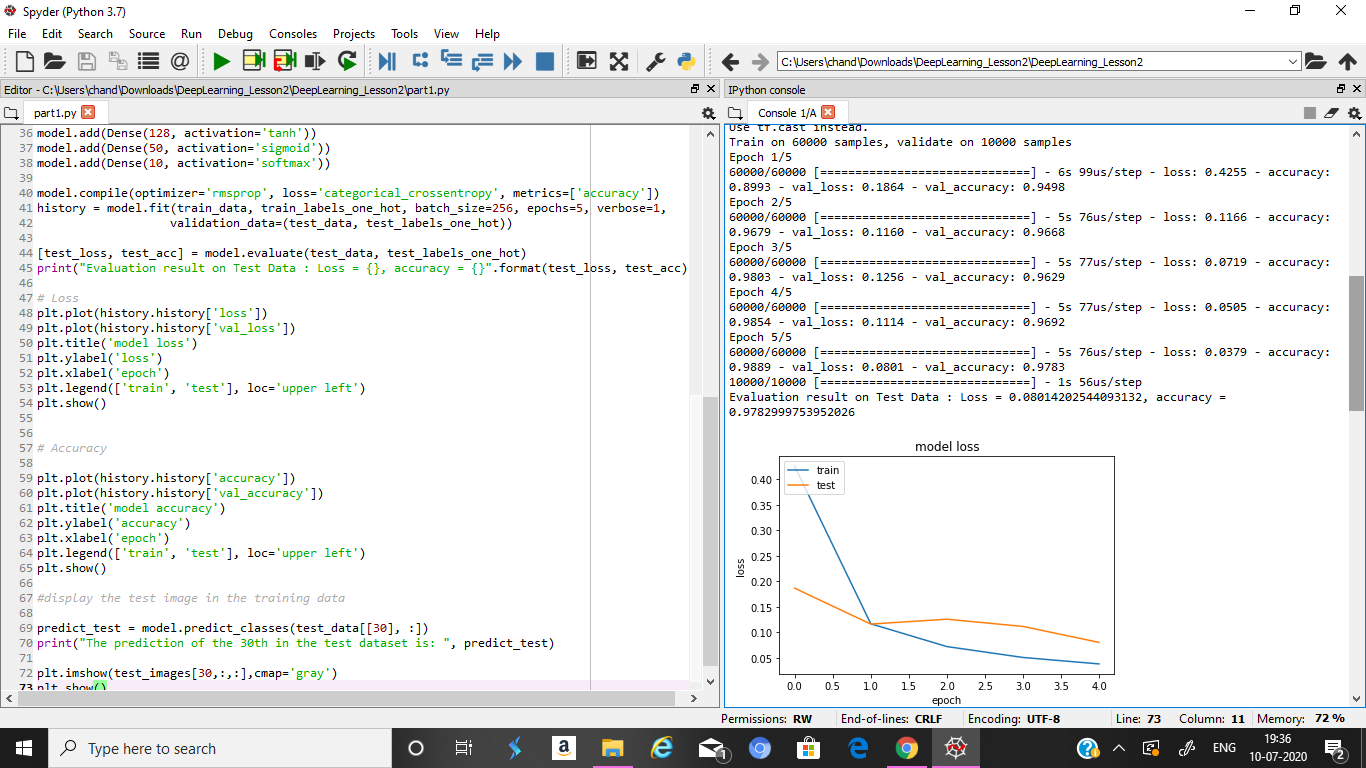 Spyder (Python 3.7)
File Edit Search Source Run Debug Consoles Projects Tools View Help
C:\Users\chand\Downloads\DeepLearning_Lesson2\DeepLearning_Lesson2
Editor - C:\Users\chand\Downloads\DeepLearning_Lesson2\DeepLearning_Lesson2\part1.py
part1.py
36 model.add(Dense(128, activation='tanh'))
37 model.add(Dense(50, activation='sigmoid'))
38 model.add(Dense(10, activation='softmax'))
39
40 model.compile(optimizer='rmsprop', loss='categorical_crossentropy', metrics=['accuracy'])
41 history = model.fit(train_data, train_labels_one_hot, batch_size=256, epochs=5, verbose=1,
42 validation_data=(test_data, test_labels_one_hot))
43
44 [test_loss, test_acc] = model.evaluate(test_data, test_labels_one_hot)
45 print("Evaluation result on Test Data : Loss = {}, accuracy = {}".format(test_loss, test_acc)
46
47 # Loss
48 plt.plot(history.history['loss'])
49 plt.plot(history.history['val_loss'])
50 plt.title('model loss')
51 plt.ylabel('loss')
52 plt.xlabel('epoch')
53 plt.legend(['train', 'test'], loc='upper left')
54 plt.show()
55
56
57 # Accuracy
58
59 plt.plot(history.history['accuracy'])
60 plt.plot(history.history['val_accuracy'])
61 plt.title('model accuracy')
62 plt.ylabel('accuracy')
63 plt.xlabel('epoch')
64 plt.legend(['train', 'test'], loc='upper left')
65 plt.show()
66
67 #display the test image in the training data
68
69 predict_test = model.predict_classes(test_data[[30], :])
70 print("The prediction of the 30th in the test dataset is: ", predict_test)
71
72 plt.imshow(test_images[30,:,:],cmap='gray')
73 plt.show()
IPython console
Console 1/A
Use tf.cast instead.
Train on 60000 samples, validate on 10000 samples
Epoch 1/5
60000/60000 [==============================] - 6s 99us/step - loss: 0.4255 - accuracy:
0.8993 - val_loss: 0.1864 - val_accuracy: 0.9498
Epoch 2/5
60000/60000 [==============================] - 5s 76us/step - loss: 0.1166 - accuracy:
0.9679 - val_loss: 0.1160 - val_accuracy: 0.9668
Epoch 3/5
60000/60000 [==============================] - 5s 77us/step - loss: 0.0719 - accuracy:
0.9803 - val_loss: 0.1256 - val_accuracy: 0.9629
Epoch 4/5
60000/60000 [==============================] - 5s 77us/step - loss: 0.0505 - accuracy:
0.9854 - val_loss: 0.1114 - val_accuracy: 0.9692
Epoch 5/5
60000/60000 [==============================] - 5s 76us/step - loss: 0.0379 - accuracy:
0.9889 - val_loss: 0.0801 - val_accuracy: 0.9783
10000/10000 [==============================] - 1s 56us/step
Evaluation result on Test Data : Loss = 0.08014202544093132, accuracy =
0.9782999753952026
model loss
train
test
0.40
0.35
0.30
0.25
0.20
0.15
0.10
0.05
loss
0.0 0.5 1.0 1.5 2.0 2.5 3.0 3.5 4.0
epoch
Permissions: RW End-of-lines: CRLF Encoding: UTF-8 Line: 73 Column: 11 Memory: 72 %
Type here to search
a
1
ENG
19:36
10-07-2020
2